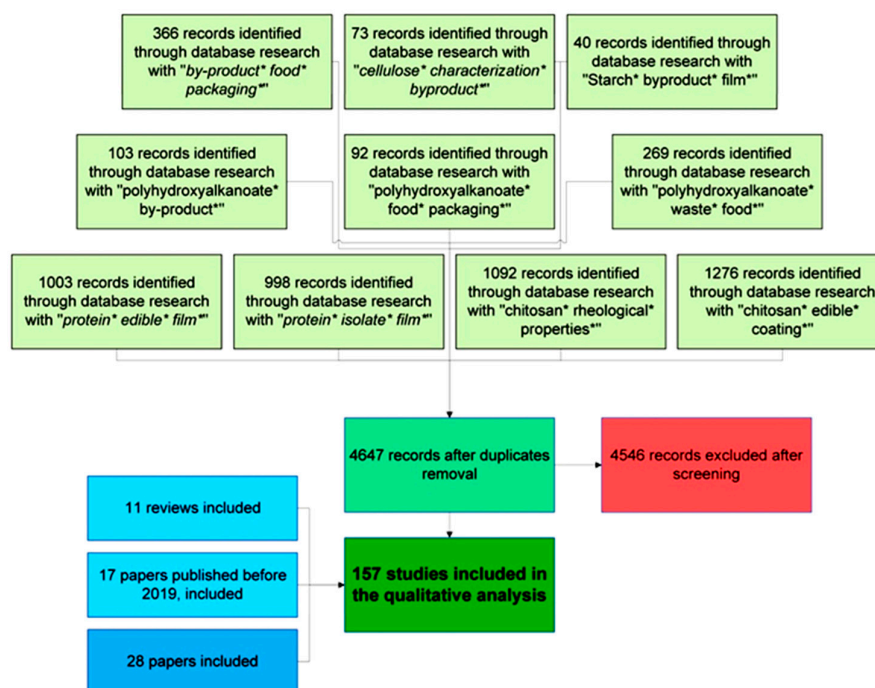 366 records identified
through database research
with "by-product* food*
packaging*"
73 records identified
through database research
with "cellulose*
characterization*
byproduct*"
40 records identified through
database research with
"Starch* byproduct* film*"
103 records identified
through database research
with "polyhydroxyalkanoate*
by-product*"
92 records identified through
database research with
"polyhydroxyalkanoate*
food* packaging*"
269 records identified
through database research
with "polyhydroxyalkanoate*
waste* food*"
1003 records identified
through database research
with "protein* edible* film*"
998 records identified
through database research
with "protein* isolate* film*"
1092 records identified
through database research
with "chitosan* rheological*
properties*"
1276 records identified
through database research
with "chitosan* edible*
coating*"
4647 records after duplicates
removal
4546 records excluded after
screening
11 reviews included
17 papers published before
2019, included
28 papers included
157 studies included in
the qualitative analysis